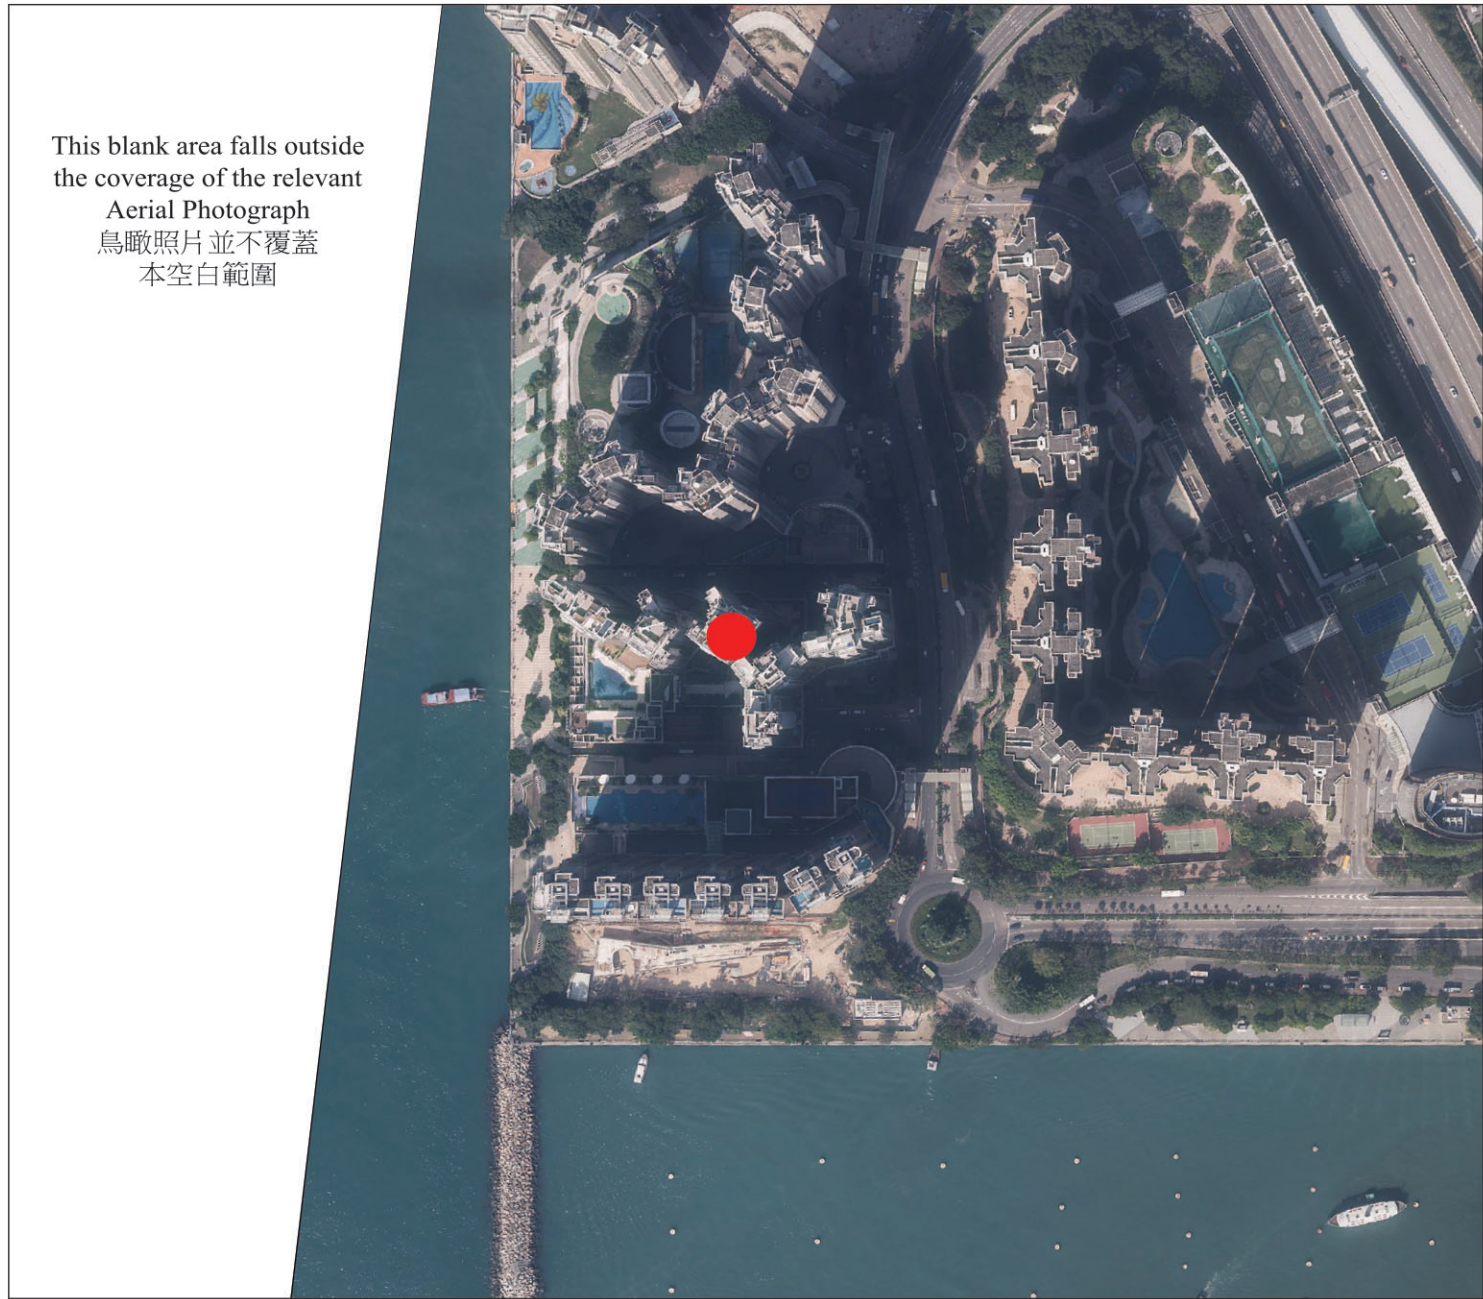 This blank area falls outside
the coverage of the relevant
Aerial Photograph
鳥瞰照片並不覆蓋
本空白範圍